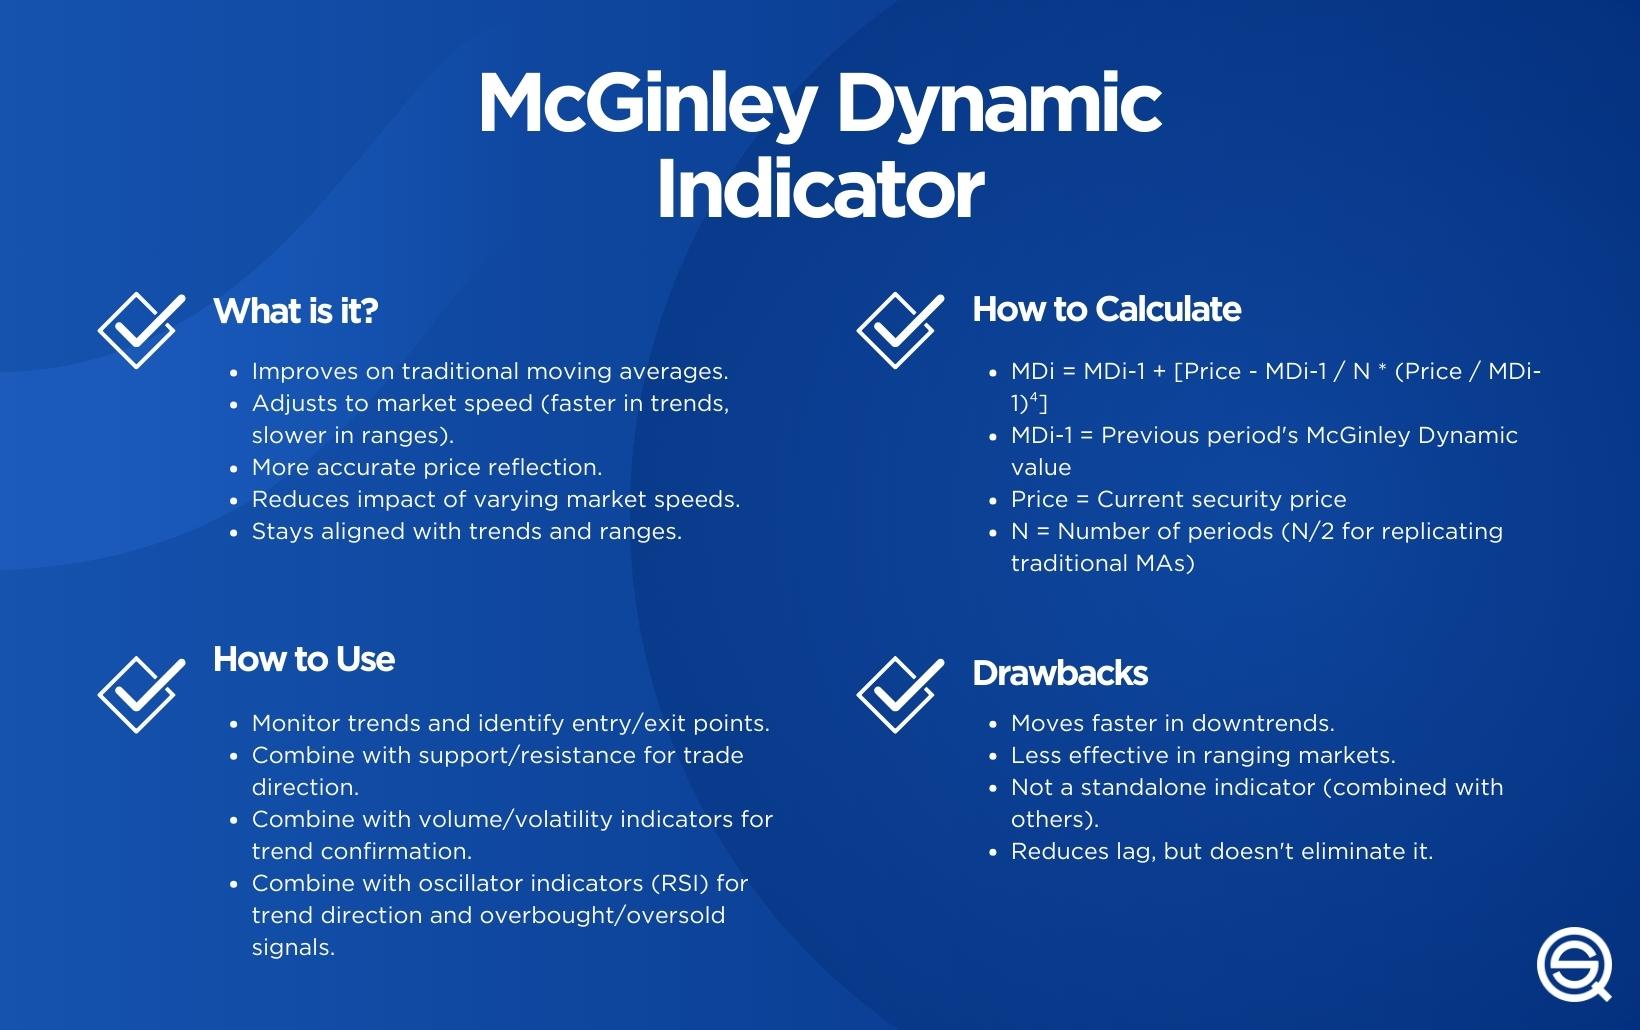 McGinley Dynamic
Indicator
What is it?
• Improves on traditional moving averages.
• Adjusts to market speed (faster in trends,
slower in ranges).
• More accurate price reflection.
• Reduces impact of varying market speeds.
• Stays aligned with trends and ranges.
How to Calculate
• MDi = MDi-1 + [Price - MDi-1 / N * (Price / MDi-
1)⁴]
• MDi-1 = Previous period's McGinley Dynamic
value
• Price = Current security price
• N = Number of periods (N/2 for replicating
traditional MAs)
How to Use
• Monitor trends and identify entry/exit points.
• Combine with support/resistance for trade
direction.
• Combine with volume/volatility indicators for
trend confirmation.
• Combine with oscillator indicators (RSI) for
trend direction and overbought/oversold
signals.
Drawbacks
• Moves faster in downtrends.
• Less effective in ranging markets.
• Not a standalone indicator (combined with
others).
• Reduces lag, but doesn't eliminate it.